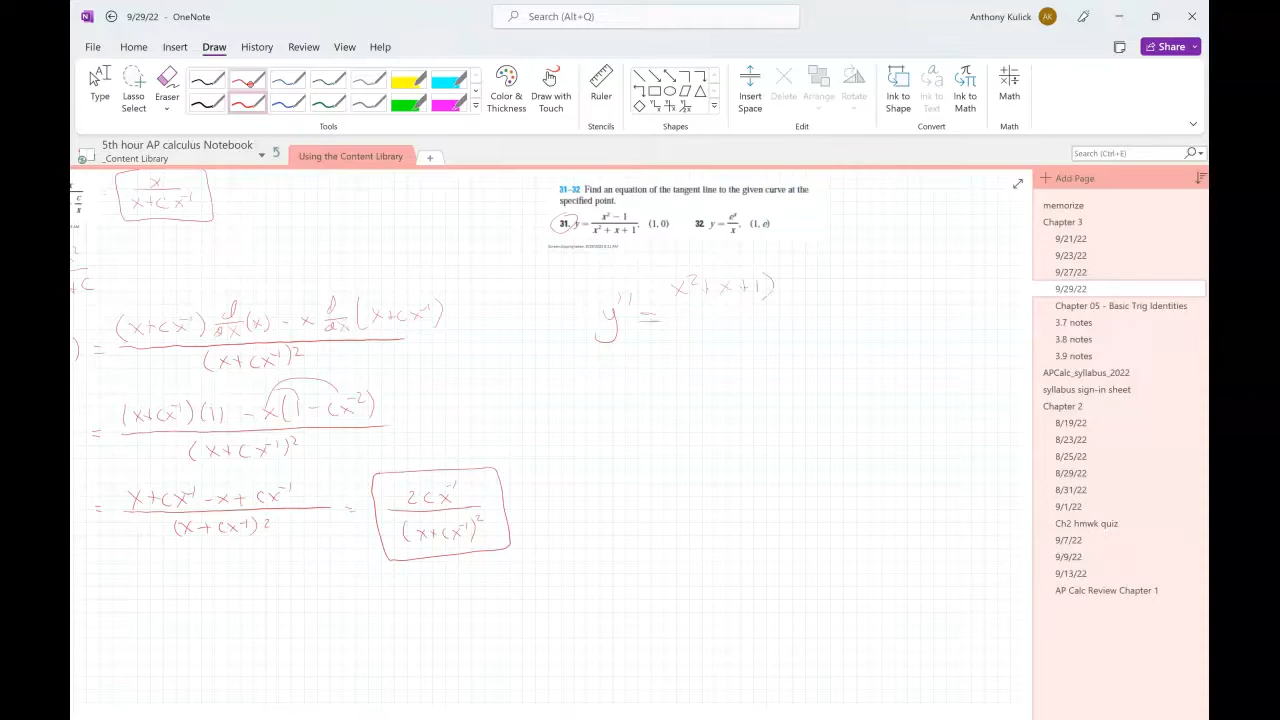 9/29/22 - OneNote
Search (Alt+Q)
Anthony Kulick
AK
File Home Insert Draw History Review View Help
Share
Type
Lasso Select
Eraser
Color & Thickness
Draw with Touch
Ruler
Insert Space
Delete
Arrange
Rotate
Ink to Shape
Ink to Text
Ink to Math
Math
Tools
Stencils
Shapes
Edit
Convert
Math
5th hour AP calculus Notebook
_Content Library
Using the Content Library
Search (Ctrl+E)
Add Page
memorize
Chapter 3
9/21/22
9/23/22
9/27/22
9/29/22
Chapter 05 - Basic Trig Identities
3.7 notes
3.8 notes
3.9 notes
APCalc_syllabus_2022
syllabus sign-in sheet
Chapter 2
8/19/22
8/23/22
8/25/22
8/29/22
8/31/22
9/1/22
Ch2 hmwk quiz
9/7/22
9/9/22
9/13/22
AP Calc Review Chapter 1
= x / (x+cx⁻¹)
= ((x+cx⁻¹) d/dx(x) - x d/dx(x+cx⁻¹)) / (x+cx⁻¹)²
= ((x+cx⁻¹)(1) - x(1-cx⁻²)) / (x+cx⁻¹)²
= (x+cx⁻¹-x+cx⁻¹) / (x+cx⁻¹)² = 2cx⁻¹ / (x+cx⁻¹)²
31–32 Find an equation of the tangent line to the given curve at the
specified point.
31. y = (x² − 1) / (x² + x + 1), (1, 0) 32. y = eˣ / x, (1, e)
x²+x+1)
y'' =